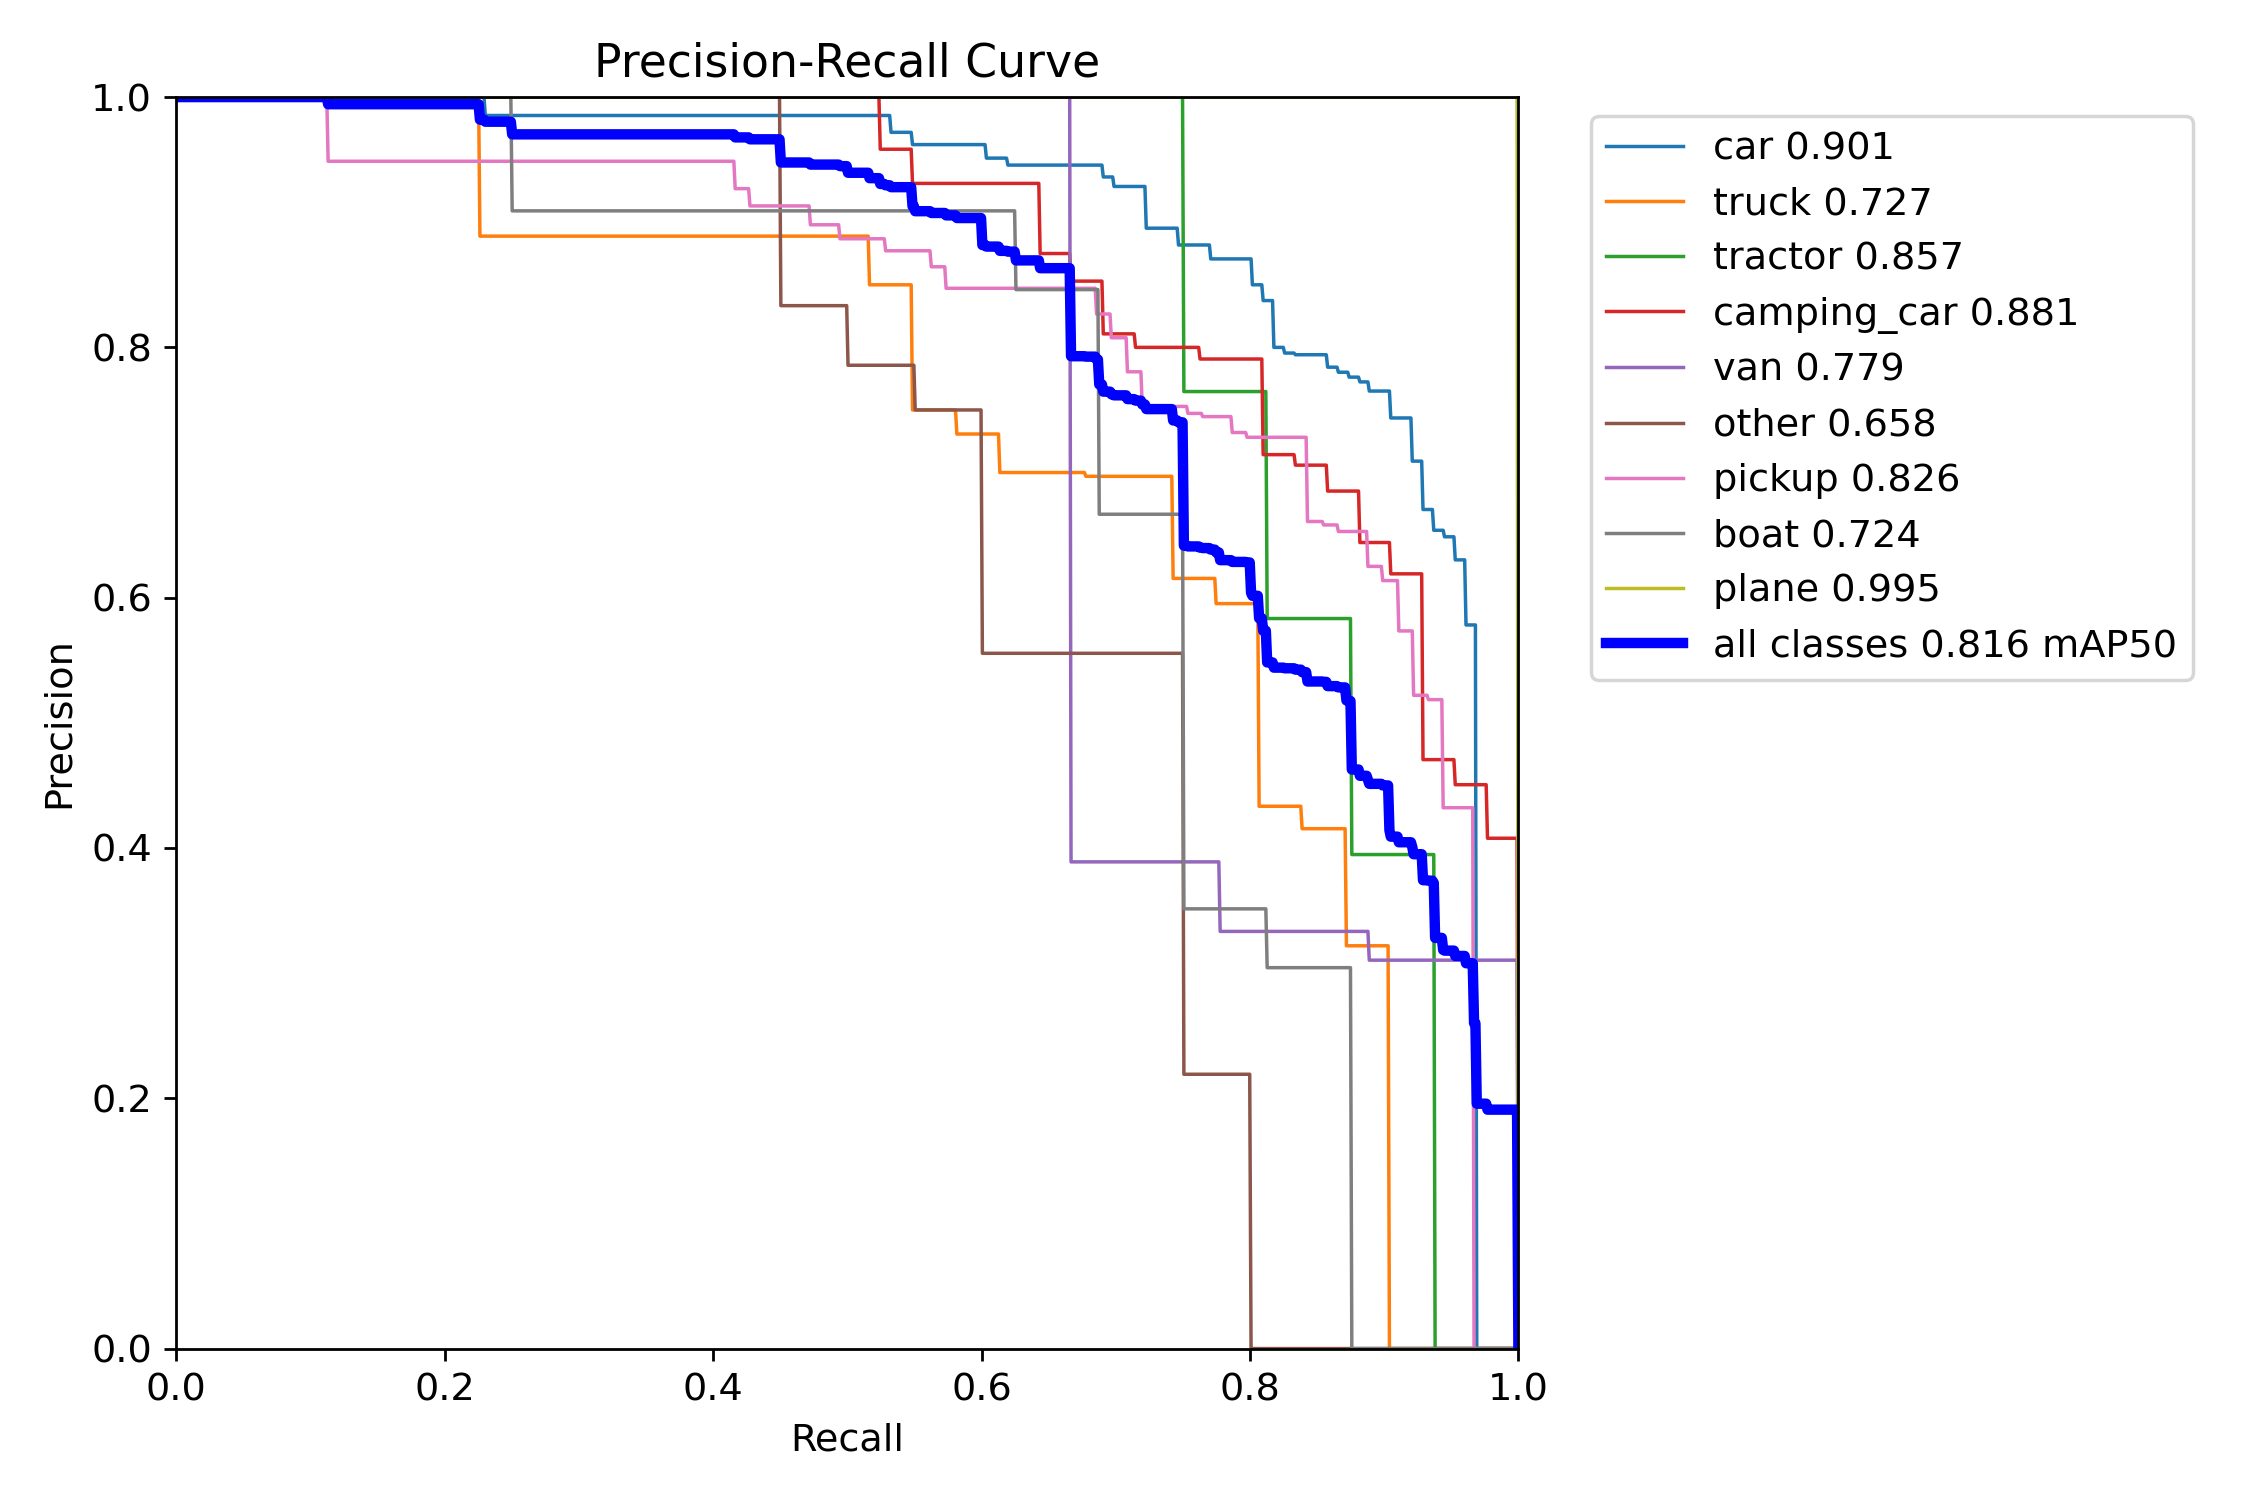 Precision-Recall Curve
1.0
0.8
0.6
0.4
0.2
0.0
Precision
0.0 0.2 0.4 0.6 0.8 1.0
Recall
car 0.901
truck 0.727
tractor 0.857
camping_car 0.881
van 0.779
other 0.658
pickup 0.826
boat 0.724
plane 0.995
all classes 0.816 mAP50